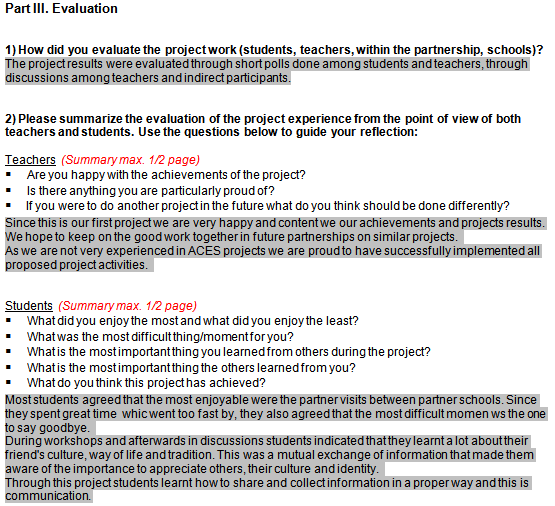 Part III. Evaluation
1) How did you evaluate the project work (students, teachers, within the partnership, schools)?
The project results were evaluated through short polls done among students and teachers, through
discussions among teachers and indirect participants.
2) Please summarize the evaluation of the project experience from the point of view of both
teachers and students. Use the questions below to guide your reflection:
Teachers (Summary max. 1/2 page)
▪ Are you happy with the achievements of the project?
▪ Is there anything you are particularly proud of?
▪ If you were to do another project in the future what do you think should be done differently?
Since this is our first project we are very happy and content we our achievements and projects results.
We hope to keep on the good work together in future partnerships on similar projects.
As we are not very experienced in ACES projects we are proud to have successfully implemented all
proposed project activities.
Students (Summary max. 1/2 page)
▪ What did you enjoy the most and what did you enjoy the least?
▪ What was the most difficult thing/moment for you?
▪ What is the most important thing you learned from others during the project?
▪ What is the most important thing the others learned from you?
▪ What do you think this project has achieved?
Most students agreed that the most enjoyable were the partner visits between partner schools. Since
they spent great time whic went too fast by, they also agreed that the most difficult momen ws the one
to say goodbye.
During workshops and afterwards in discussions students indicated that they learnt a lot about their
friend's culture, way of life and tradition. This was a mutual exchange of information that made them
aware of the importance to appreciate others, their culture and identity.
Through this project students learnt how to share and collect information in a proper way and this is
communication.